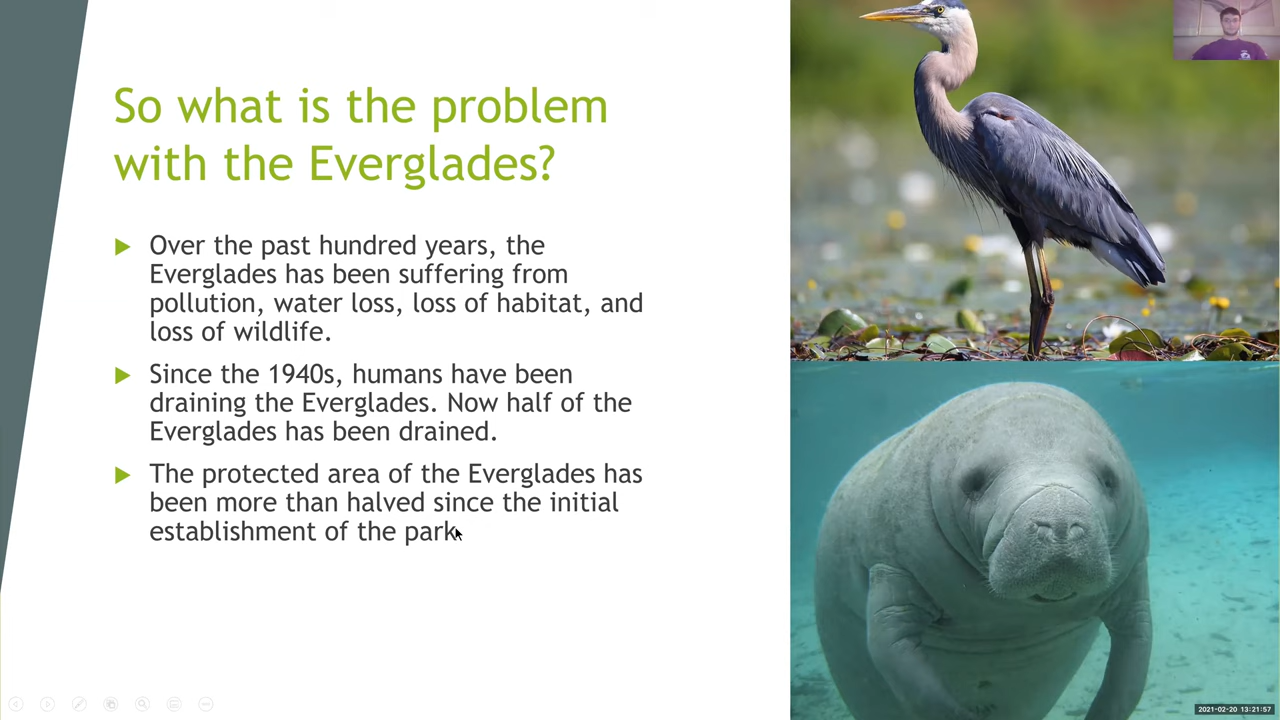 So what is the problem
with the Everglades?
Over the past hundred years, the
Everglades has been suffering from
pollution, water loss, loss of habitat, and
loss of wildlife.
Since the 1940s, humans have been
draining the Everglades. Now half of the
Everglades has been drained.
The protected area of the Everglades has
been more than halved since the initial
establishment of the park.
2021-02-20 13:21:57